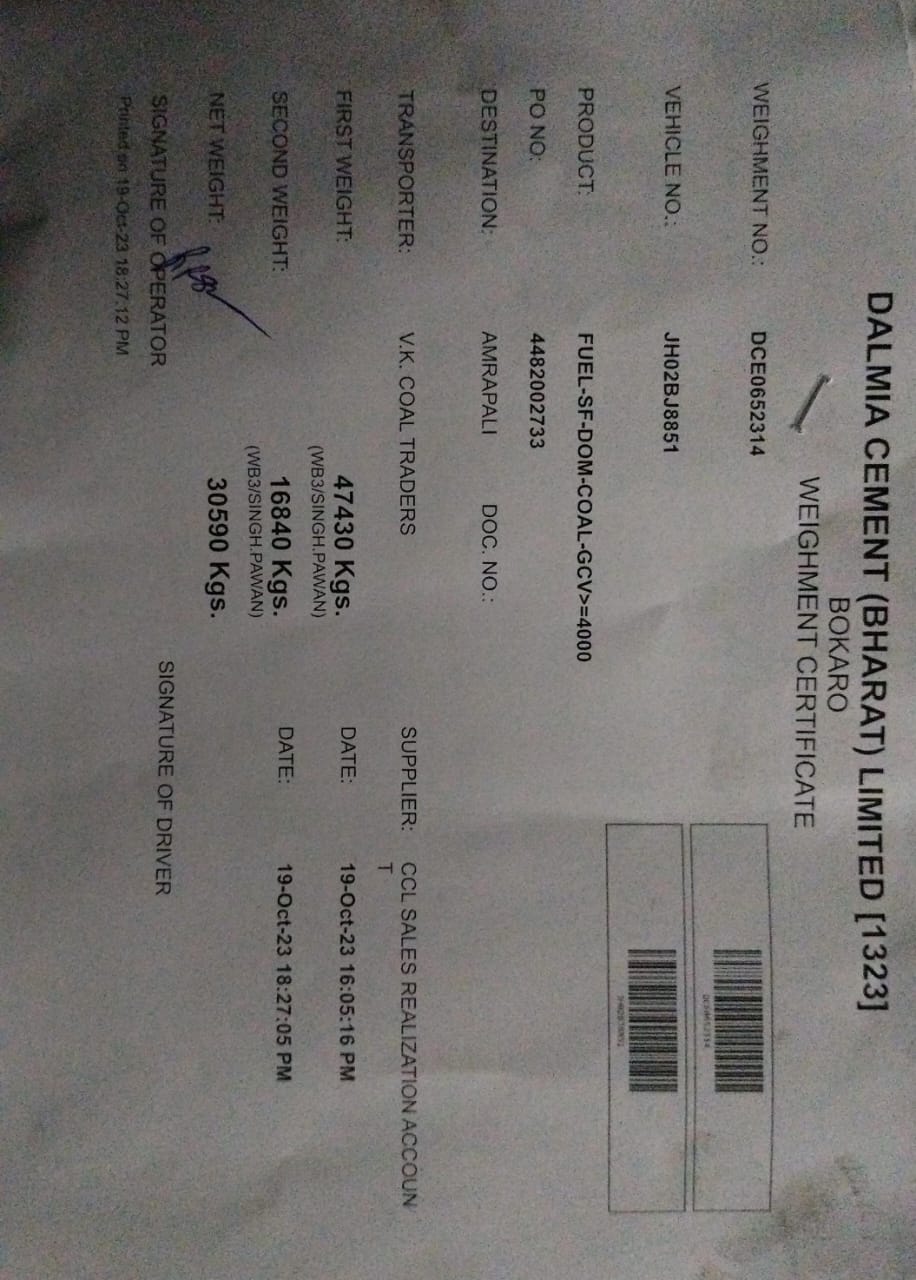 DALMIA CEMENT (BHARAT) LIMITED [1323]
BOKARO
WEIGHMENT CERTIFICATE
WEIGHMENT NO.: DCE0652314
DCE0652314
VEHICLE NO.: JH02BJ8851
JH02BJ8851
PRODUCT: FUEL-SF-DOM-COAL-GCV>=4000
PO NO. 4482002733
DESTINATION: AMRAPALI DOC. NO.:
TRANSPORTER: V.K. COAL TRADERS SUPPLIER: CCL SALES REALIZATION ACCOUN
T
FIRST WEIGHT: 47430 Kgs. DATE: 19-Oct-23 16:05:16 PM
(WB3/SINGH.PAWAN)
SECOND WEIGHT: 16840 Kgs. DATE: 19-Oct-23 18:27:05 PM
(WB3/SINGH.PAWAN)
NET WEIGHT: 30590 Kgs.
SIGNATURE OF OPERATOR SIGNATURE OF DRIVER
Printed on 19-Oct-23 18:27:12 PM